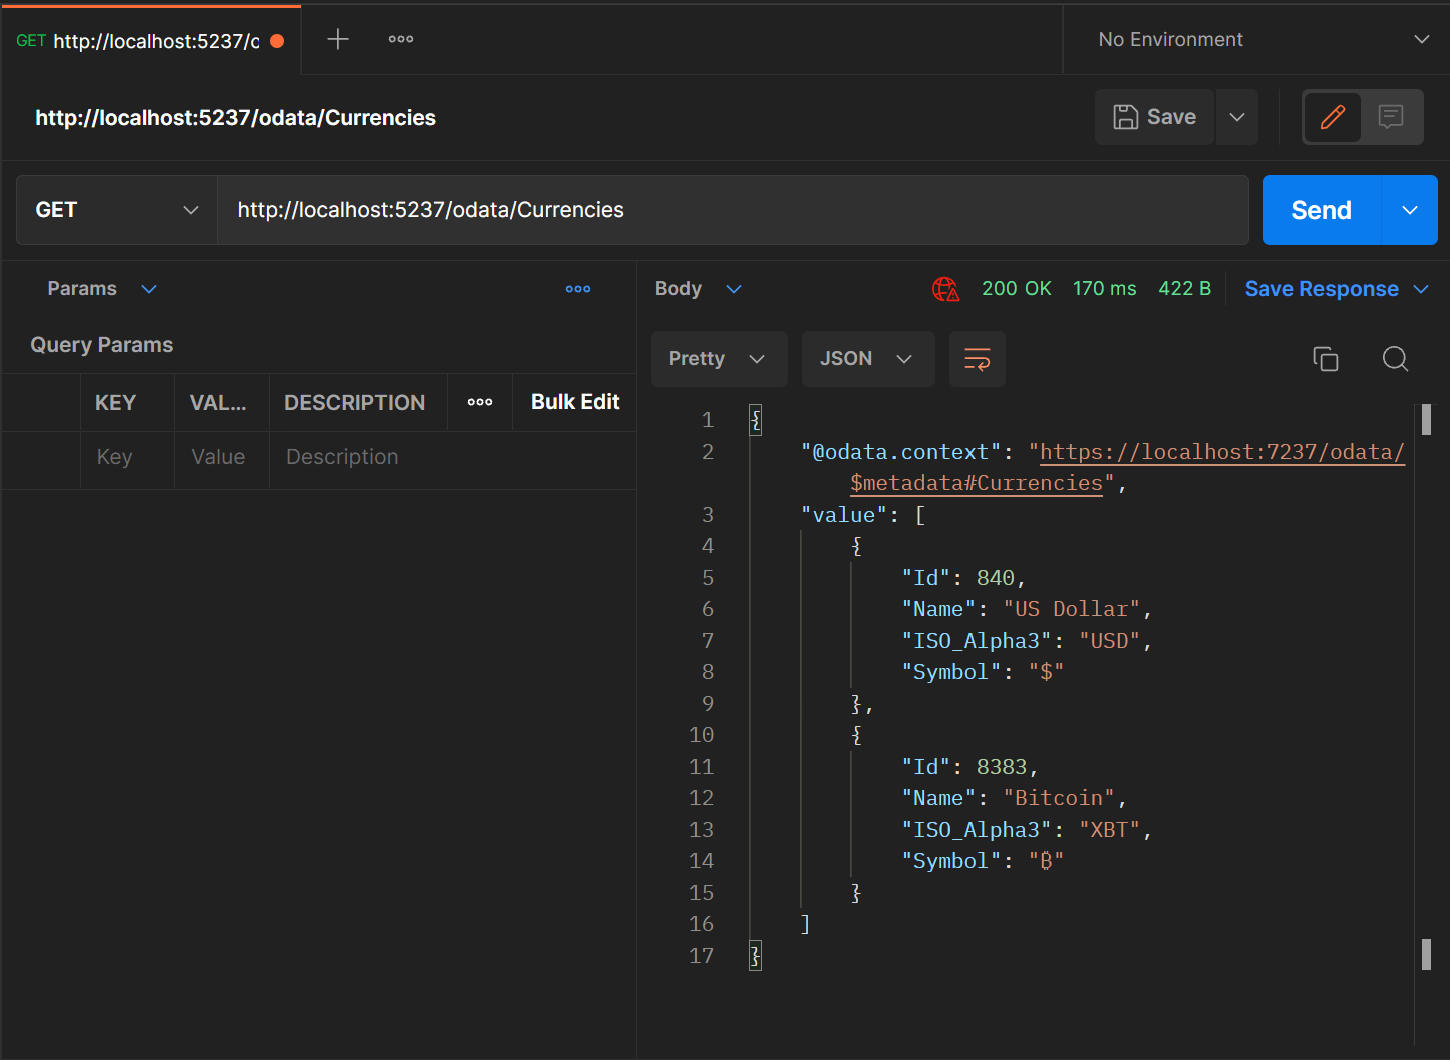 GET http://localhost:5237/o
No Environment
http://localhost:5237/odata/Currencies
Save
GET
http://localhost:5237/odata/Currencies
Send
Params
Query Params
KEY VAL... DESCRIPTION Bulk Edit
Key Value Description
Body
200 OK 170 ms 422 B Save Response
Pretty JSON
1 {
2 "@odata.context": "https://localhost:7237/odata/
$metadata#Currencies",
3 "value": [
4 {
5 "Id": 840,
6 "Name": "US Dollar",
7 "ISO_Alpha3": "USD",
8 "Symbol": "$"
9 },
10 {
11 "Id": 8383,
12 "Name": "Bitcoin",
13 "ISO_Alpha3": "XBT",
14 "Symbol": "₿"
15 }
16 ]
17 }